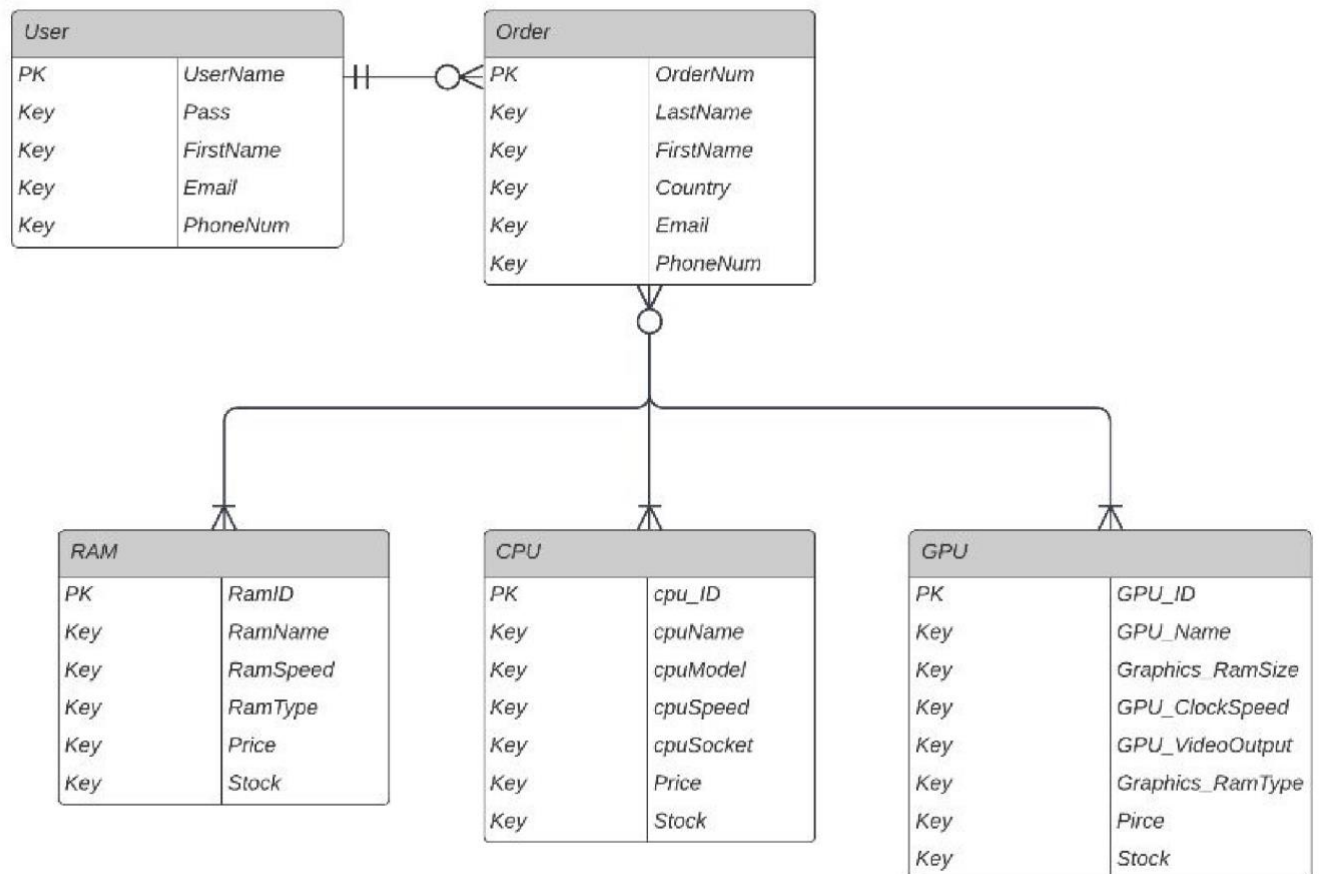 User
PK UserName
Key Pass
Key FirstName
Key Email
Key PhoneNum
Order
PK OrderNum
Key LastName
Key FirstName
Key Country
Key Email
Key PhoneNum
RAM
PK RamID
Key RamName
Key RamSpeed
Key RamType
Key Price
Key Stock
CPU
PK cpu_ID
Key cpuName
Key cpuModel
Key cpuSpeed
Key cpuSocket
Key Price
Key Stock
GPU
PK GPU_ID
Key GPU_Name
Key Graphics_RamSize
Key GPU_ClockSpeed
Key GPU_VideoOutput
Key Graphics_RamType
Key Pirce
Key Stock